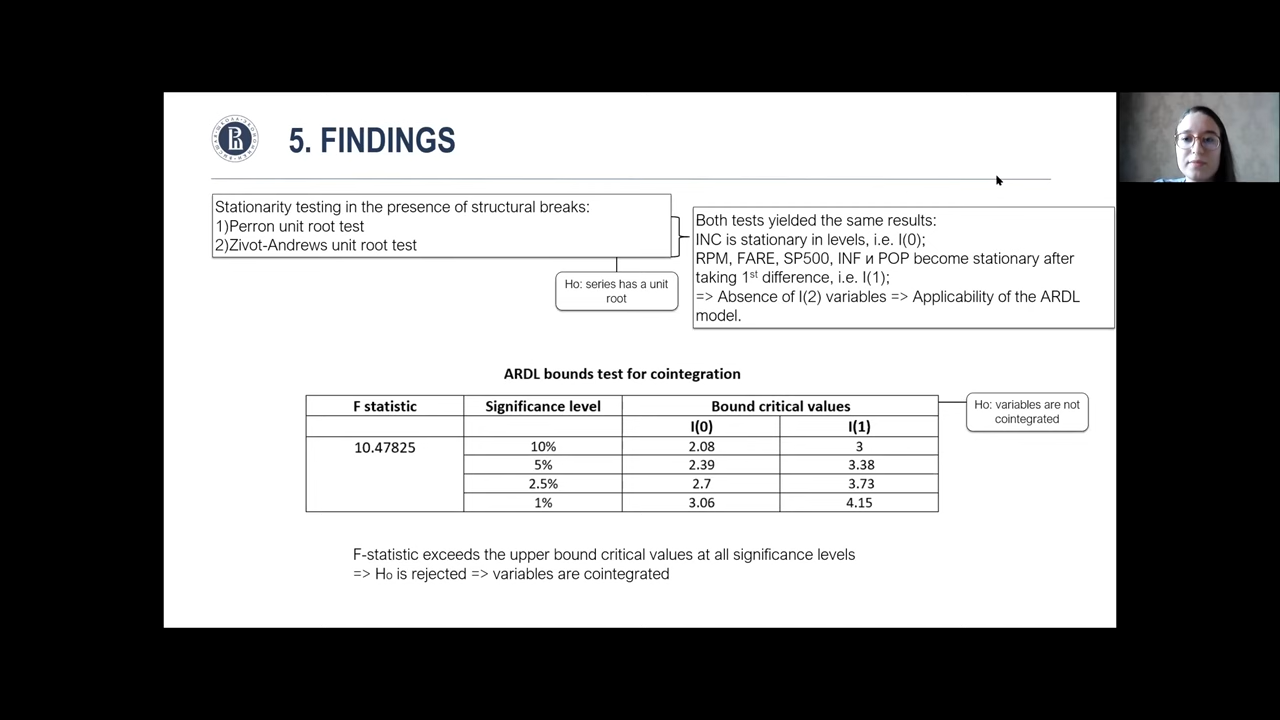 5. FINDINGS
Stationarity testing in the presence of structural breaks:
1)Perron unit root test
2)Zivot-Andrews unit root test
Ho: series has a unit
root
Both tests yielded the same results:
INC is stationary in levels, i.e. I(0);
RPM, FARE, SP500, INF и POP become stationary after
taking 1st difference, i.e. I(1);
=> Absence of I(2) variables => Applicability of the ARDL
model.
ARDL bounds test for cointegration
F statistic Significance level Bound critical values
I(0) I(1)
10.47825 10% 2.08 3
5% 2.39 3.38
2.5% 2.7 3.73
1% 3.06 4.15
Ho: variables are not
cointegrated
F-statistic exceeds the upper bound critical values at all significance levels
=> Ho is rejected => variables are cointegrated